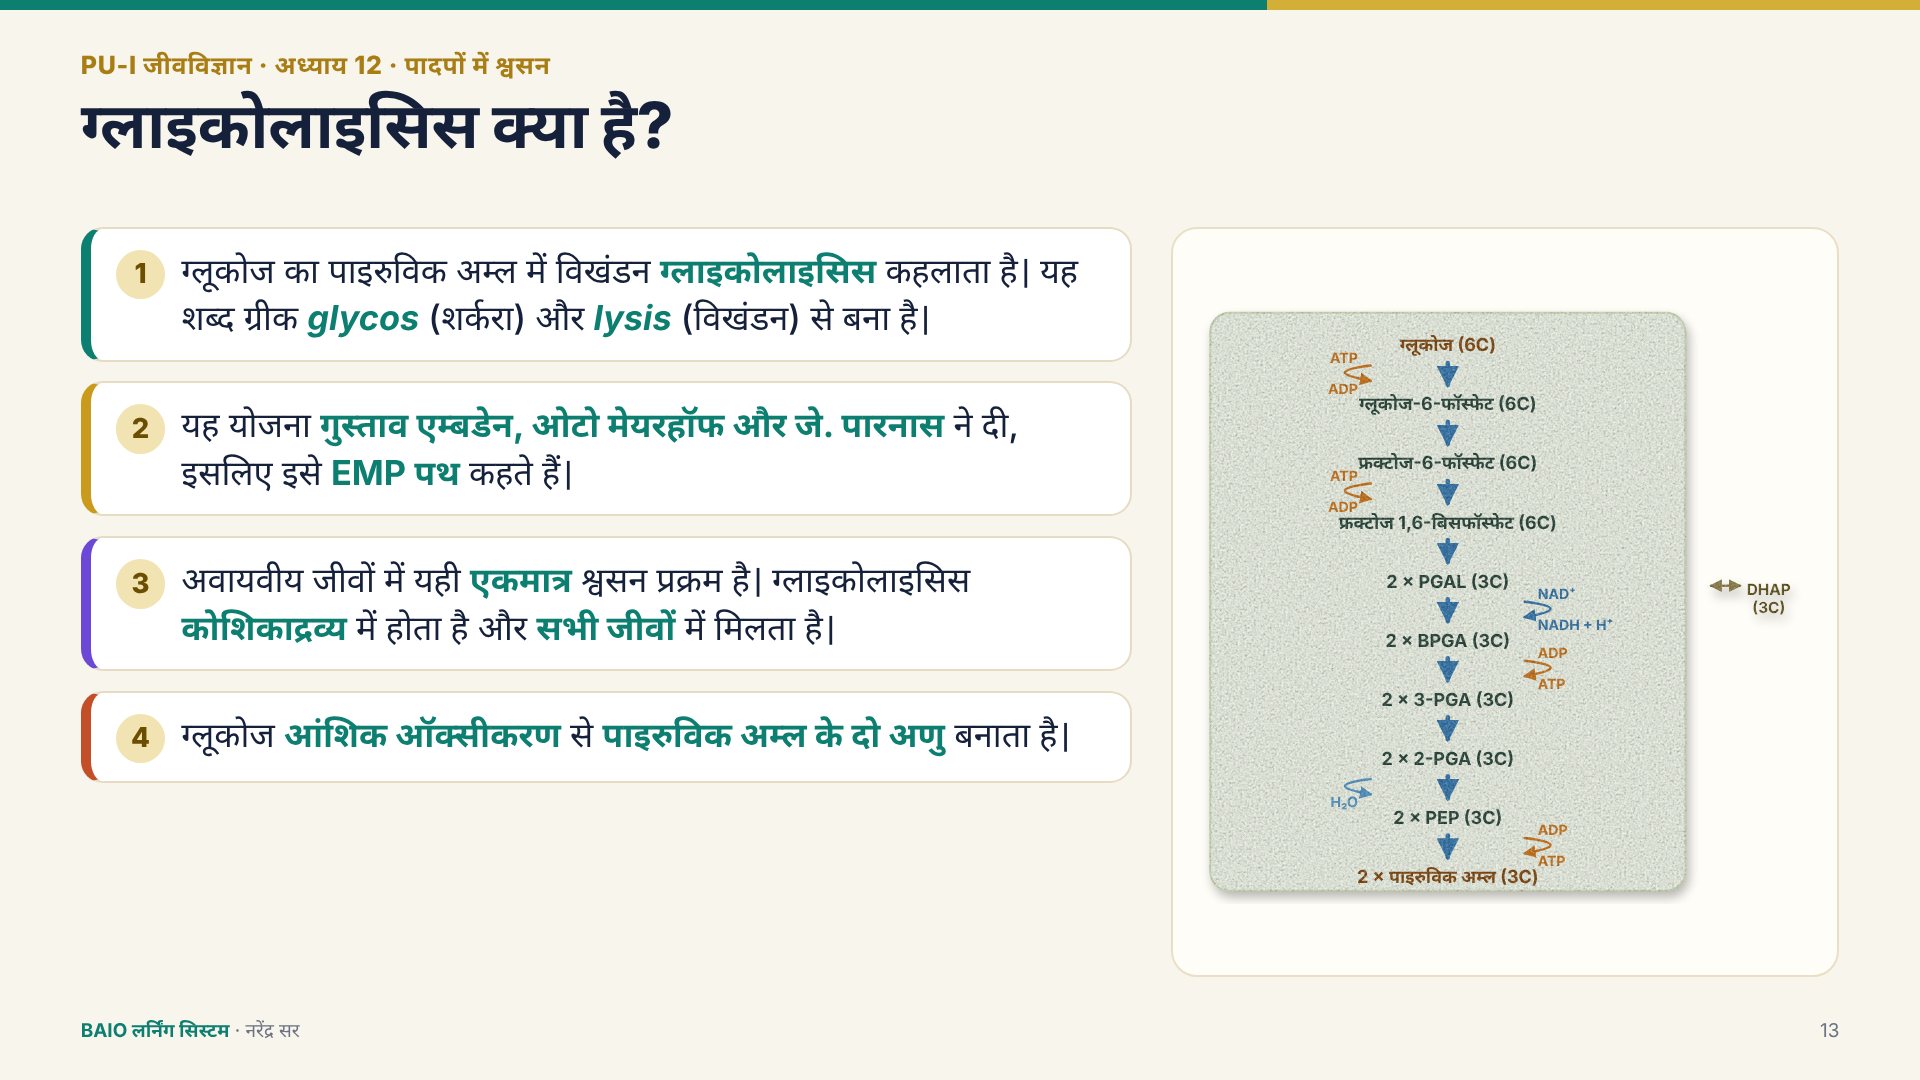 PU-I जीवविज्ञान · अध्याय 12 · पादपों में श्वसन
ग्लाइकोलाइसिस क्या है?
1
ग्लूकोज का पाइरुविक अम्ल में विखंडन ग्लाइकोलाइसिस कहलाता है| यह
शब्द ग्रीक glycos (शर्करा) और lysis (विखंडन) से बना है|
2
यह योजना गुस्ताव एम्बडेन, ओटो मेयरहॉफ और जे. पारनास ने दी,
इसलिए इसे EMP पथ कहते हैं|
3
अवायवीय जीवों में यही एकमात्र श्वसन प्रक्रम है| ग्लाइकोलाइसिस
कोशिकाद्रव्य में होता है और सभी जीवों में मिलता है|
4
ग्लूकोज आंशिक ऑक्सीकरण से पाइरुविक अम्ल के दो अणु बनाता है|
ग्लूकोज (6C)
ATP
ADP
ग्लूकोज-6-फॉस्फेट (6C)
फ्रक्टोज-6-फॉस्फेट (6C)
ATP
ADP
फ्रक्टोज 1,6-बिसफॉस्फेट (6C)
2 × PGAL (3C)
DHAP
(3C)
NAD⁺
NADH + H⁺
2 × BPGA (3C)
ADP
ATP
2 × 3-PGA (3C)
2 × 2-PGA (3C)
H₂O
2 × PEP (3C)
ADP
ATP
2 × पाइरुविक अम्ल (3C)
BAIO लर्निंग सिस्टम · नरेंद्र सर
13